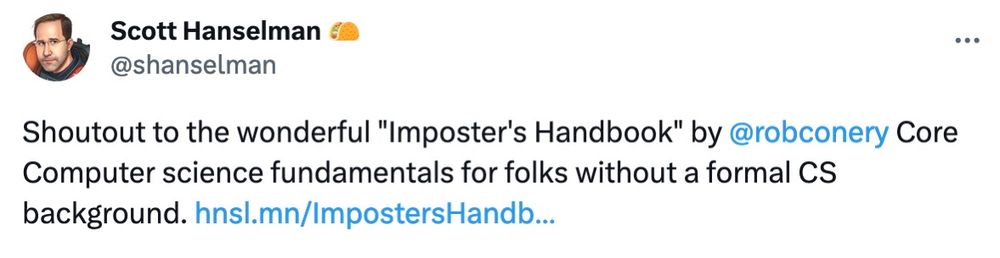 Scott Hanselman 🌮
@shanselman
Shoutout to the wonderful "Imposter's Handbook" by @robconery Core
Computer science fundamentals for folks without a formal CS
background. hnsl.mn/ImpostersHandb...